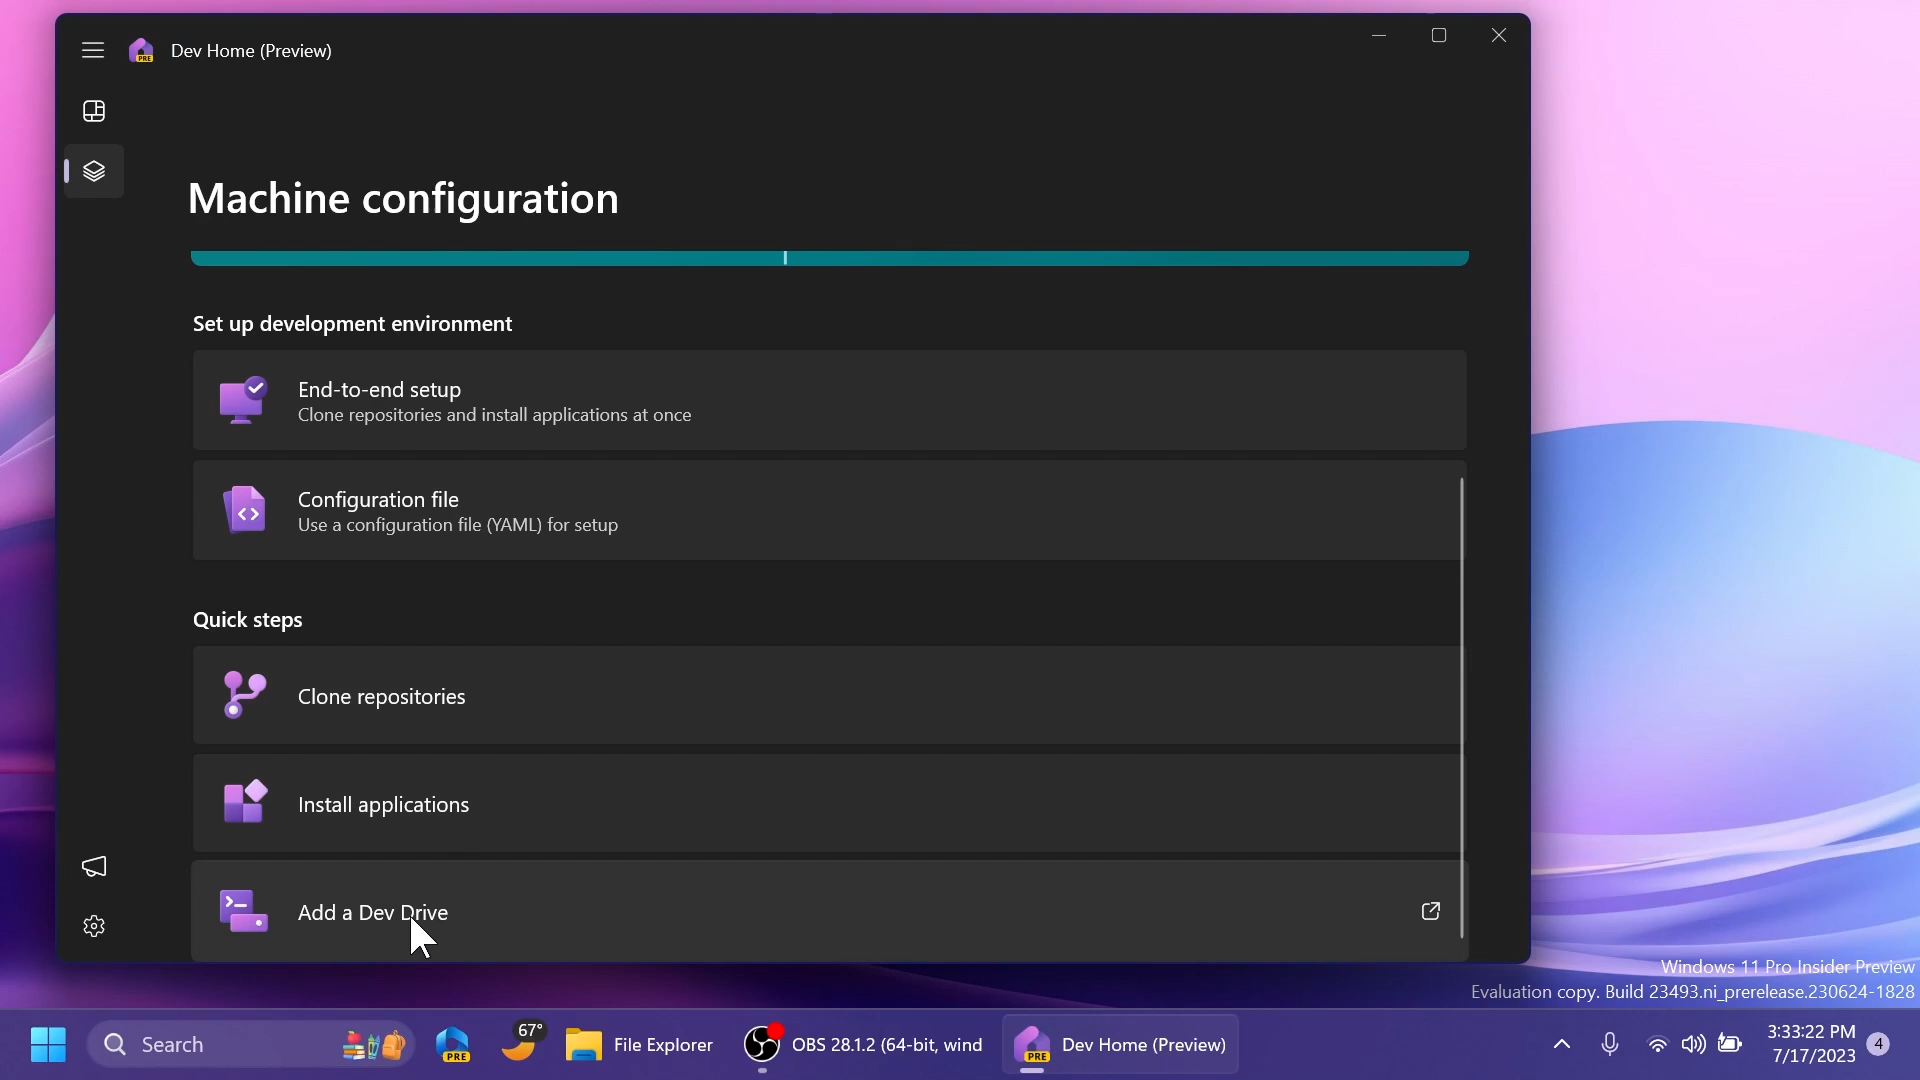 Dev Home (Preview)
Machine configuration
Set up development environment
End-to-end setup
Clone repositories and install applications at once
Configuration file
Use a configuration file (YAML) for setup
Quick steps
Clone repositories
Install applications
Add a Dev Drive
Windows 11 Pro Insider Preview
Evaluation copy. Build 23493.ni_prerelease.230624-1828
Search
PRE
67°
File Explorer
OBS 28.1.2 (64-bit, wind
PRE
Dev Home (Preview)
3:33:22 PM
7/17/2023
4